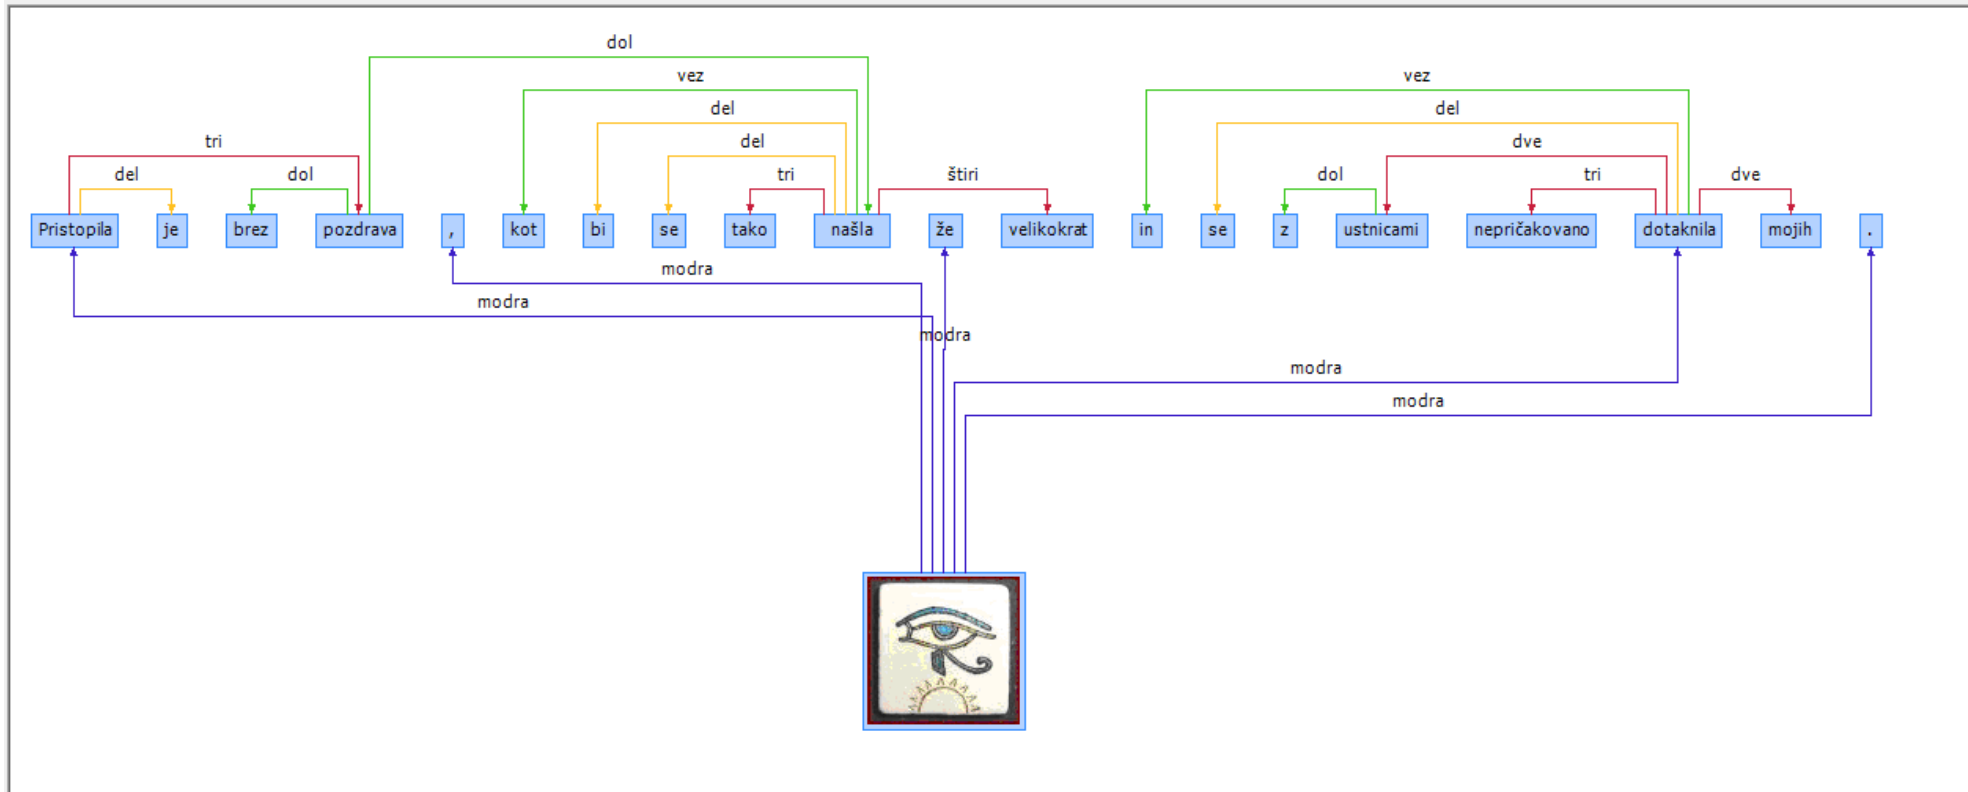 dol
vez vez
del del
tri del dve
del dol tri štiri dol tri dve
Pristopila je brez pozdrava , kot bi se tako našla že velikokrat in se z ustnicami nepričakovano dotaknila mojih .
modra
modra
modra
modra
modra